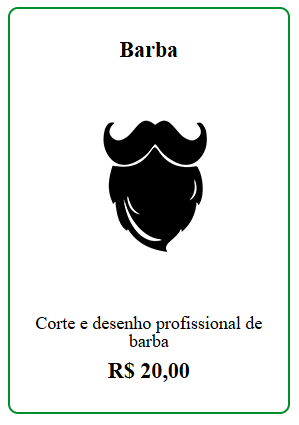 Barba
Corte e desenho profissional de
barba
R$ 20,00